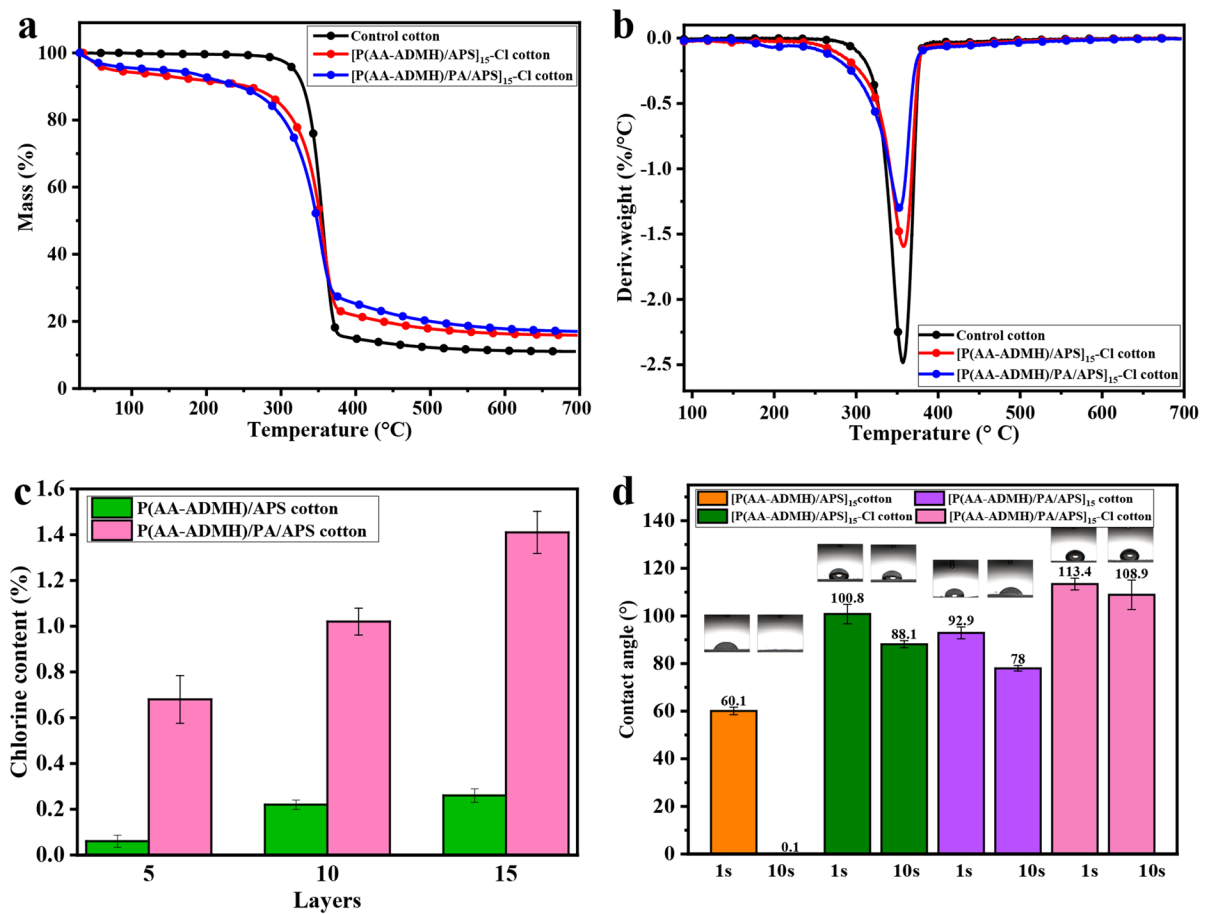 a
Control cotton
[P(AA-ADMH)/APS]₁₅-Cl cotton
[P(AA-ADMH)/PA/APS]₁₅-Cl cotton
100
80
60
40
20
0
Mass (%)
100 200 300 400 500 600 700
Temperature (°C)
b
0.0
-0.5
-1.0
-1.5
-2.0
-2.5
Deriv.weight (%/°C)
Control cotton
[P(AA-ADMH)/APS]₁₅-Cl cotton
[P(AA-ADMH)/PA/APS]₁₅-Cl cotton
100 200 300 400 500 600 700
Temperature (° C)
c
P(AA-ADMH)/APS cotton
P(AA-ADMH)/PA/APS cotton
1.6
1.4
1.2
1.0
0.8
0.6
0.4
0.2
0.0
Chlorine content (%)
5 10 15
Layers
d
[P(AA-ADMH)/APS]₁₅cotton [P(AA-ADMH)/PA/APS]₁₅ cotton
[P(AA-ADMH)/APS]₁₅-Cl cotton [P(AA-ADMH)/PA/APS]₁₅-Cl cotton
140
120
100
80
60
40
20
0
Contact angle (°)
60.1
0.1
100.8
88.1
92.9
78
113.4
108.9
1s 10s 1s 10s 1s 10s 1s 10s